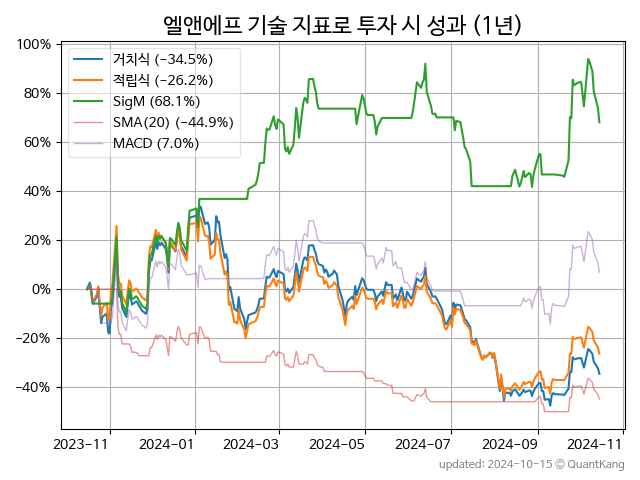 엘앤에프 기술 지표로 투자 시 성과 (1년)
거치식 (−34.5%)
적립식 (−26.2%)
SigM (68.1%)
SMA(20) (−44.9%)
MACD (7.0%)
100%
80%
60%
40%
20%
0%
−20%
−40%
2023-11
2024-01
2024-03
2024-05
2024-07
2024-09
2024-11
updated: 2024-10-15 © QuantKang